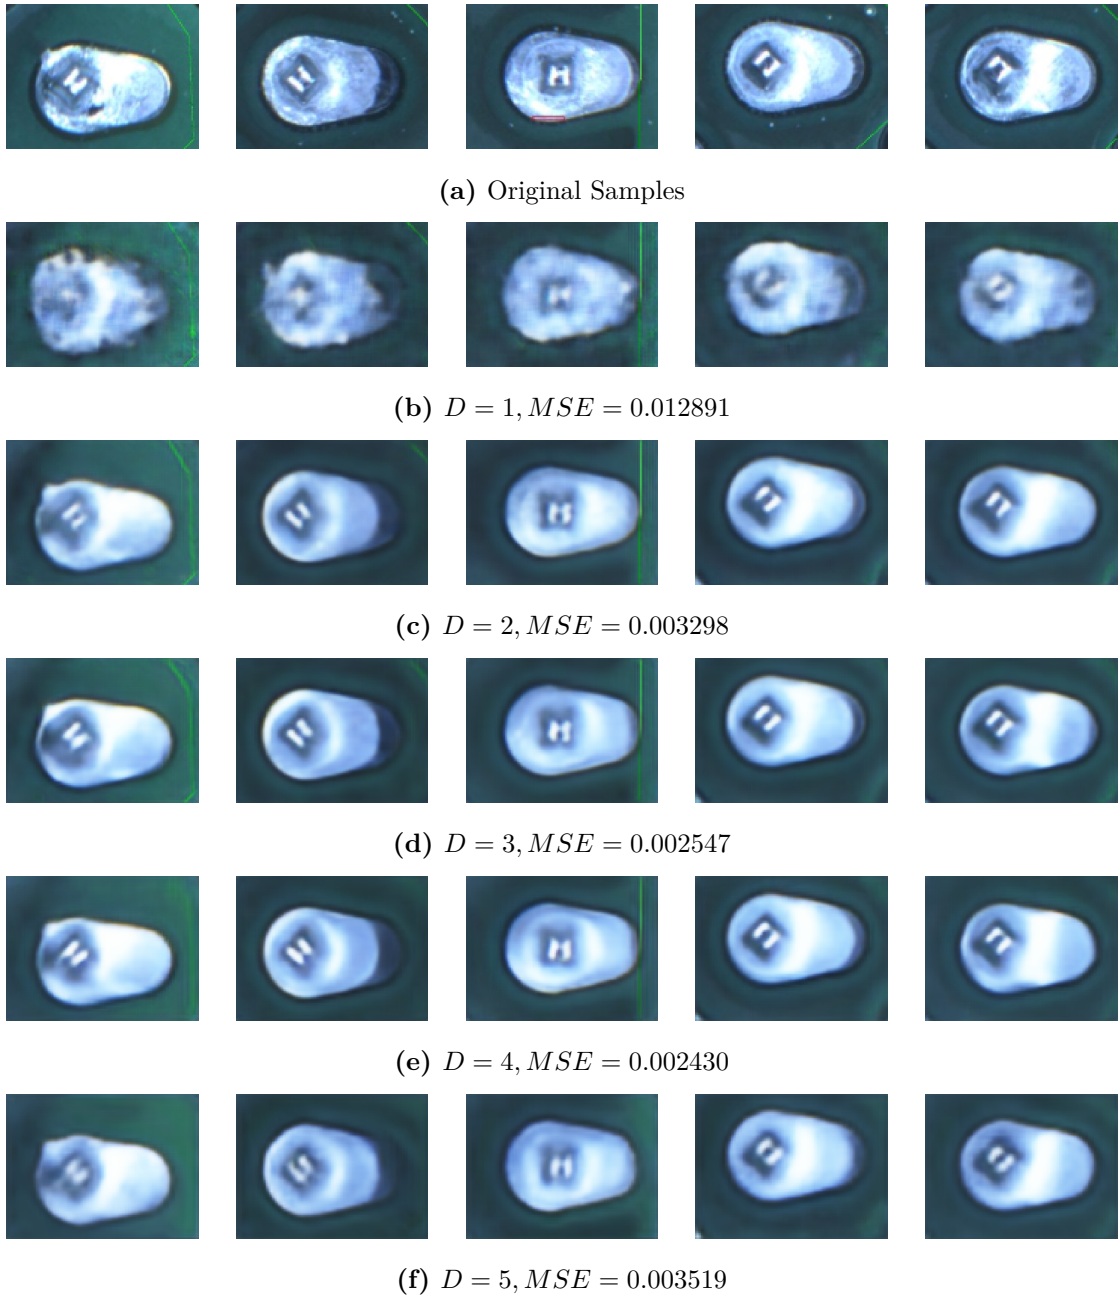 (a) Original Samples
(b) D = 1, MSE = 0.012891
(c) D = 2, MSE = 0.003298
(d) D = 3, MSE = 0.002547
(e) D = 4, MSE = 0.002430
(f) D = 5, MSE = 0.003519